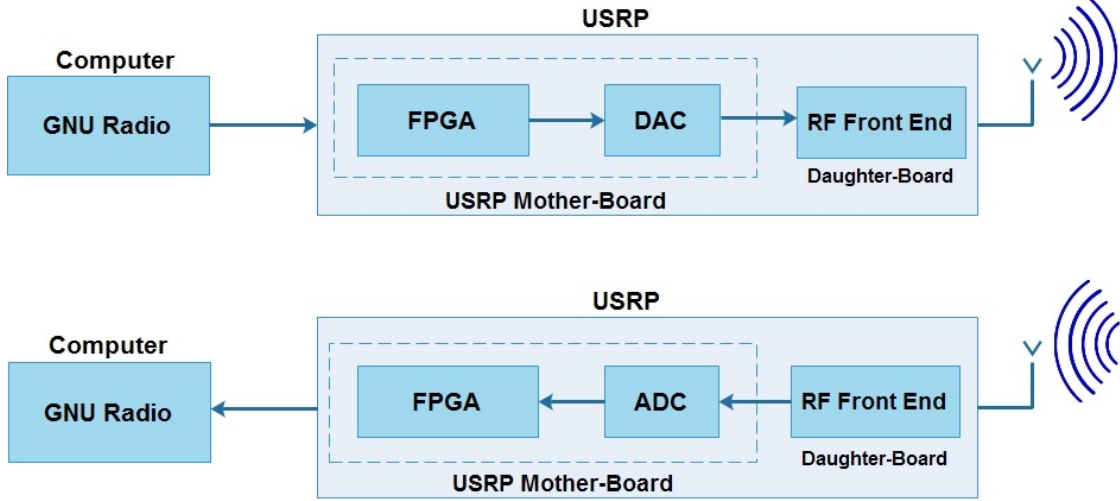 USRP
Computer
GNU Radio
FPGA
DAC
RF Front End
Daughter-Board
USRP Mother-Board
USRP
Computer
GNU Radio
FPGA
ADC
RF Front End
Daughter-Board
USRP Mother-Board